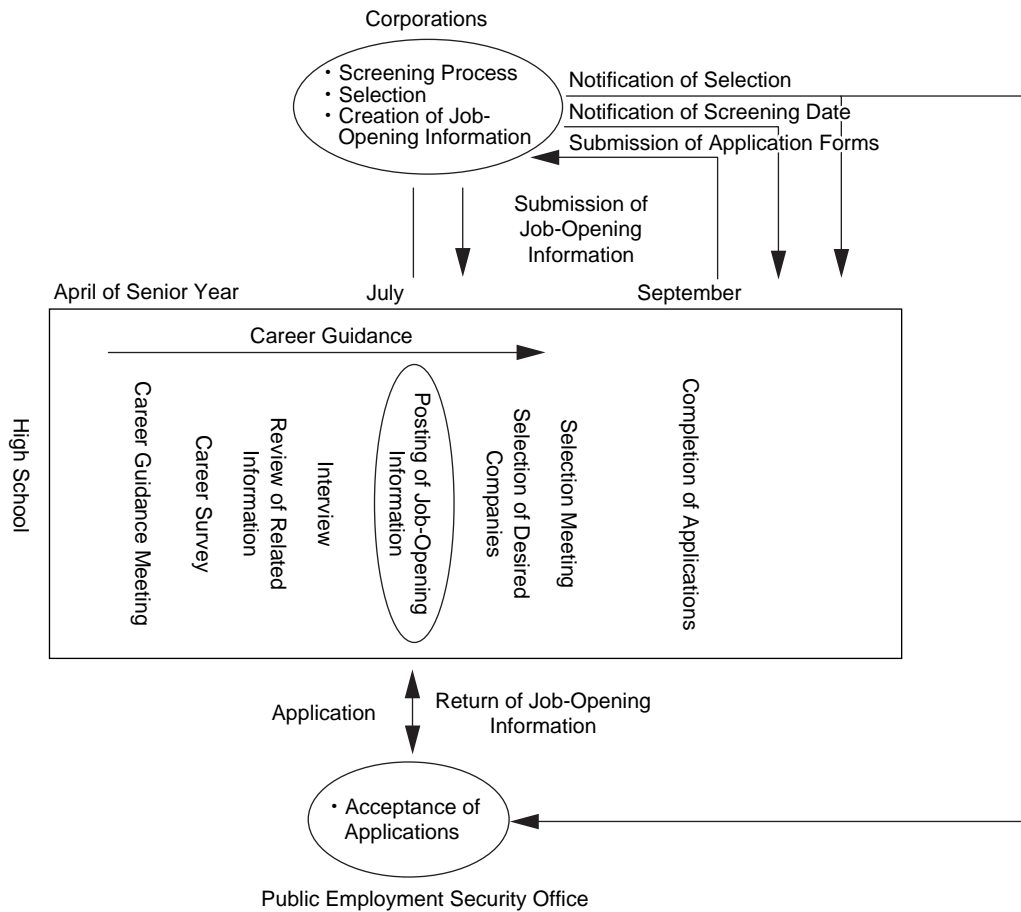 Corporations
・Screening Process
・Selection
・Creation of Job-
Opening Information
Notification of Selection
Notification of Screening Date
Submission of Application Forms
Submission of
Job-Opening
Information
April of Senior Year
July
September
Career Guidance
High School
Career Guidance Meeting
Career Survey
Review of Related
Information
Interview
Posting of Job-Opening
Information
Selection of Desired
Companies
Selection Meeting
Completion of Applications
Application
Return of Job-Opening
Information
・Acceptance of
Applications
Public Employment Security Office